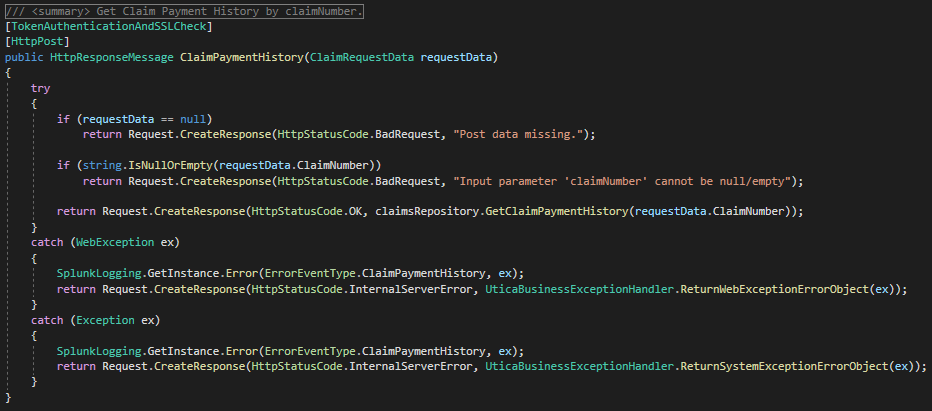 /// <summary> Get Claim Payment History by claimNumber.
[TokenAuthenticationAndSSLCheck]
[HttpPost]
public HttpResponseMessage ClaimPaymentHistory(ClaimRequestData requestData)
{
try
{
if (requestData == null)
return Request.CreateResponse(HttpStatusCode.BadRequest, "Post data missing.");
if (string.IsNullOrEmpty(requestData.ClaimNumber))
return Request.CreateResponse(HttpStatusCode.BadRequest, "Input parameter 'claimNumber' cannot be null/empty");
return Request.CreateResponse(HttpStatusCode.OK, claimsRepository.GetClaimPaymentHistory(requestData.ClaimNumber));
}
catch (WebException ex)
{
SplunkLogging.GetInstance.Error(ErrorEventType.ClaimPaymentHistory, ex);
return Request.CreateResponse(HttpStatusCode.InternalServerError, UticaBusinessExceptionHandler.ReturnWebExceptionErrorObject(ex));
}
catch (Exception ex)
{
SplunkLogging.GetInstance.Error(ErrorEventType.ClaimPaymentHistory, ex);
return Request.CreateResponse(HttpStatusCode.InternalServerError, UticaBusinessExceptionHandler.ReturnSystemExceptionErrorObject(ex));
}
}